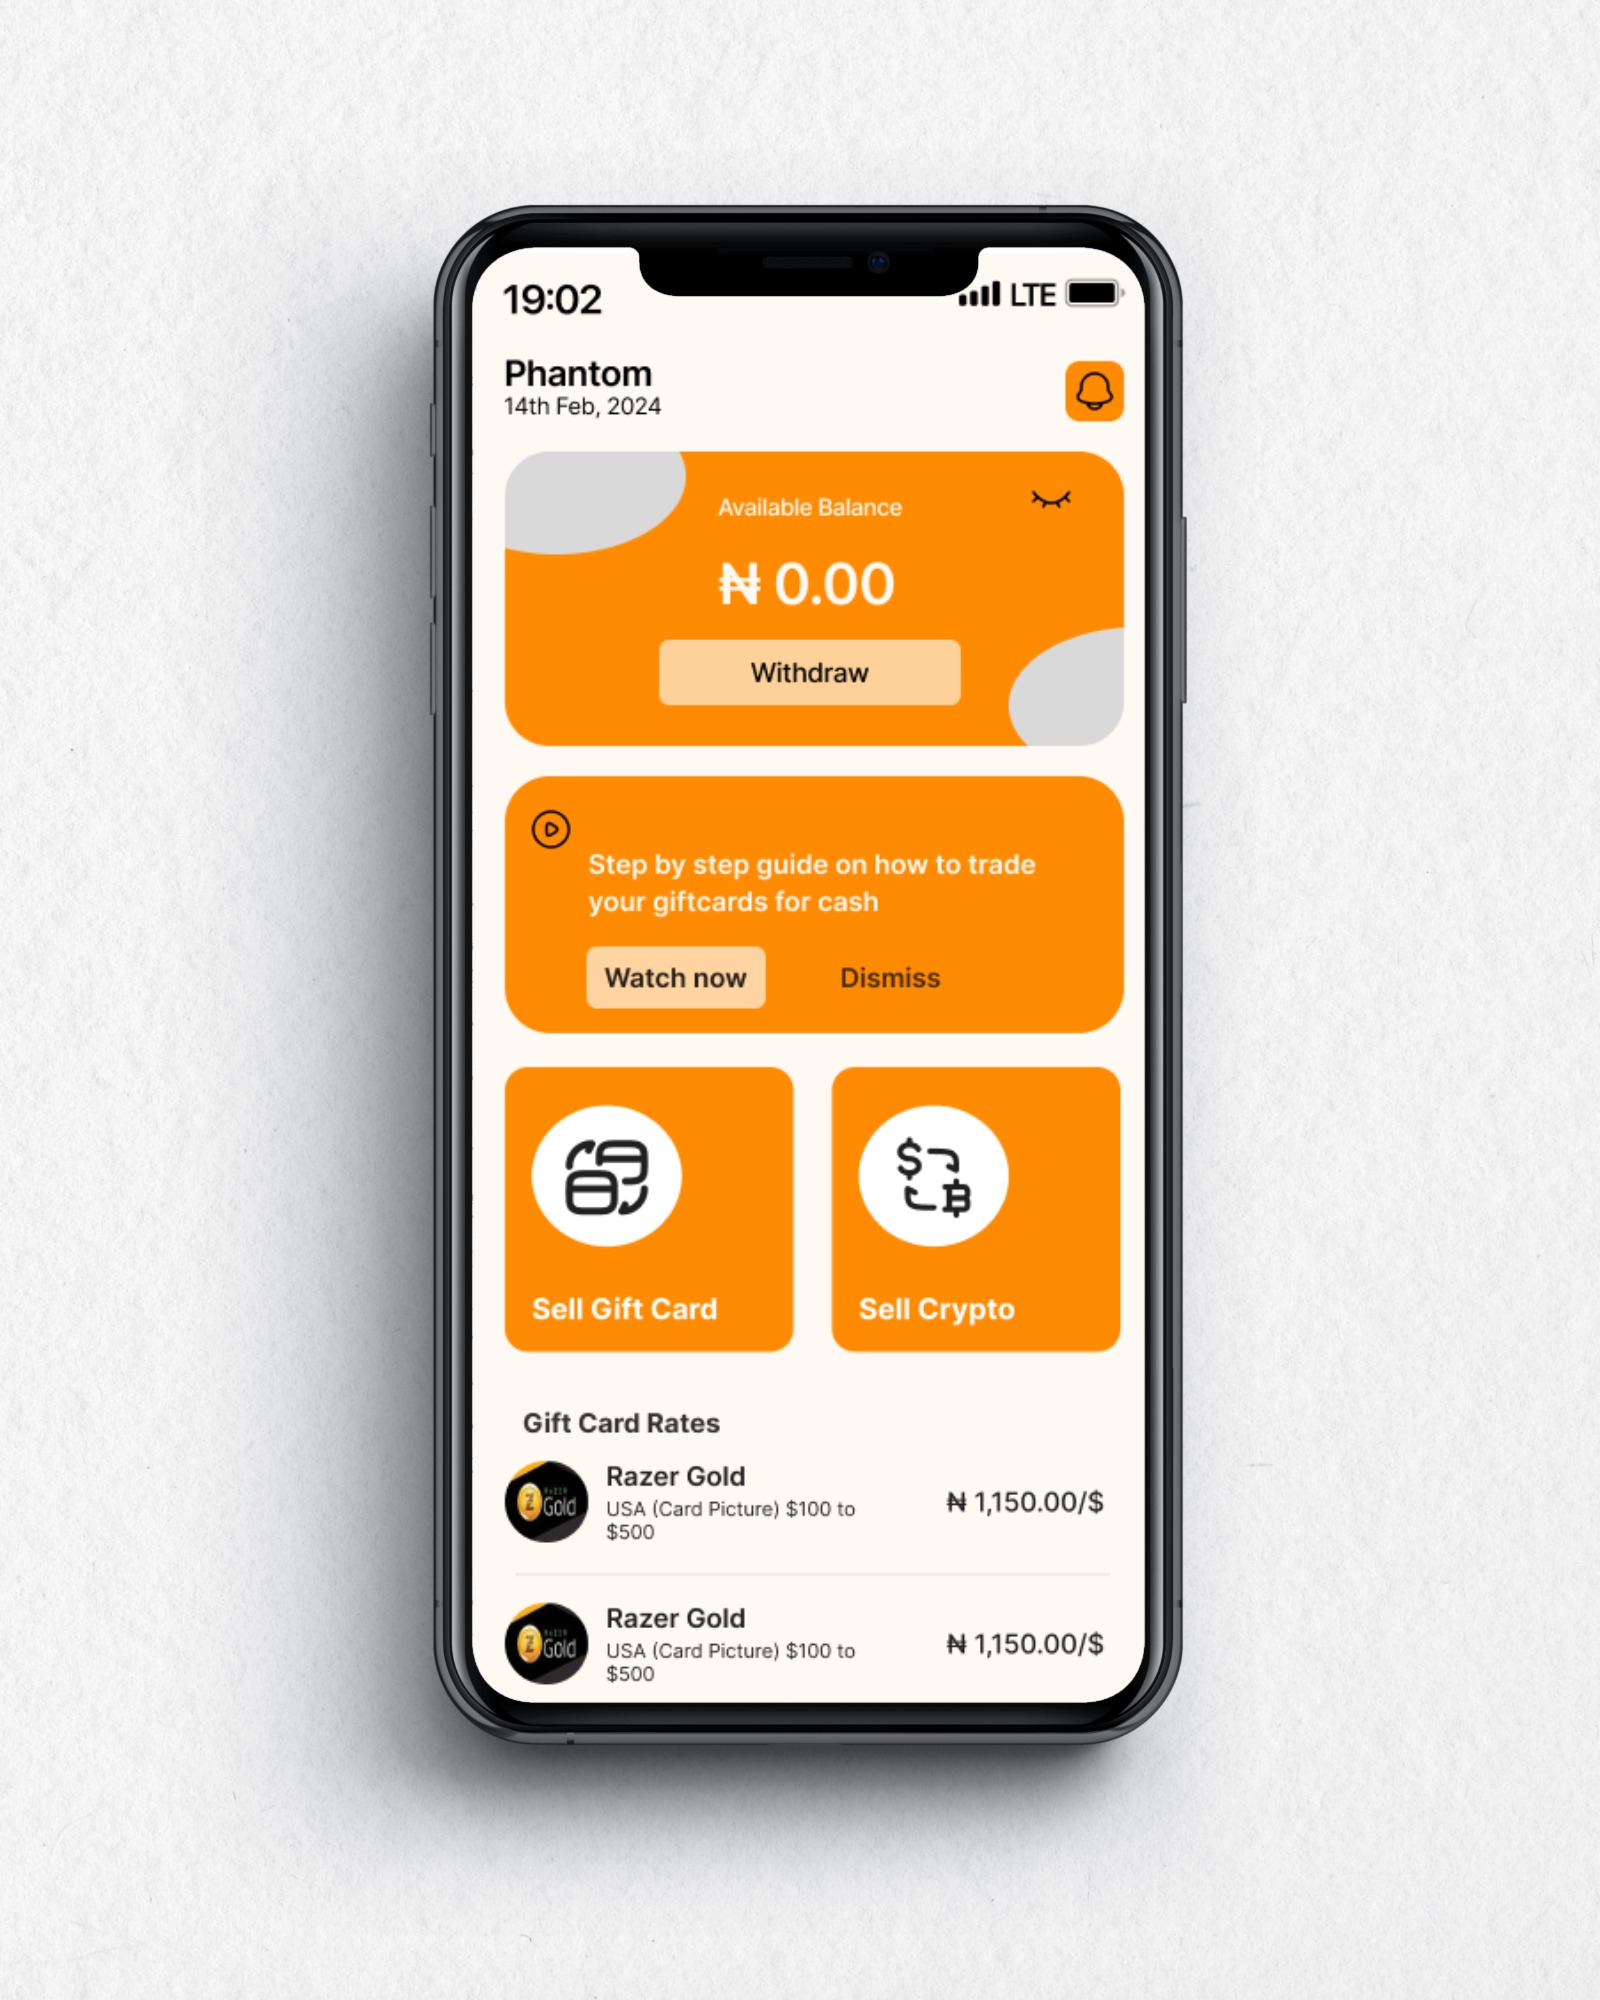 19:02
LTE
Phantom
14th Feb, 2024
Available Balance
₦ 0.00
Withdraw
Step by step guide on how to trade
your giftcards for cash
Watch now
Dismiss
Sell Gift Card
Sell Crypto
Gift Card Rates
RAZER
Gold
Razer Gold
USA (Card Picture) $100 to
$500
₦ 1,150.00/$
RAZER
Gold
Razer Gold
USA (Card Picture) $100 to
$500
₦ 1,150.00/$